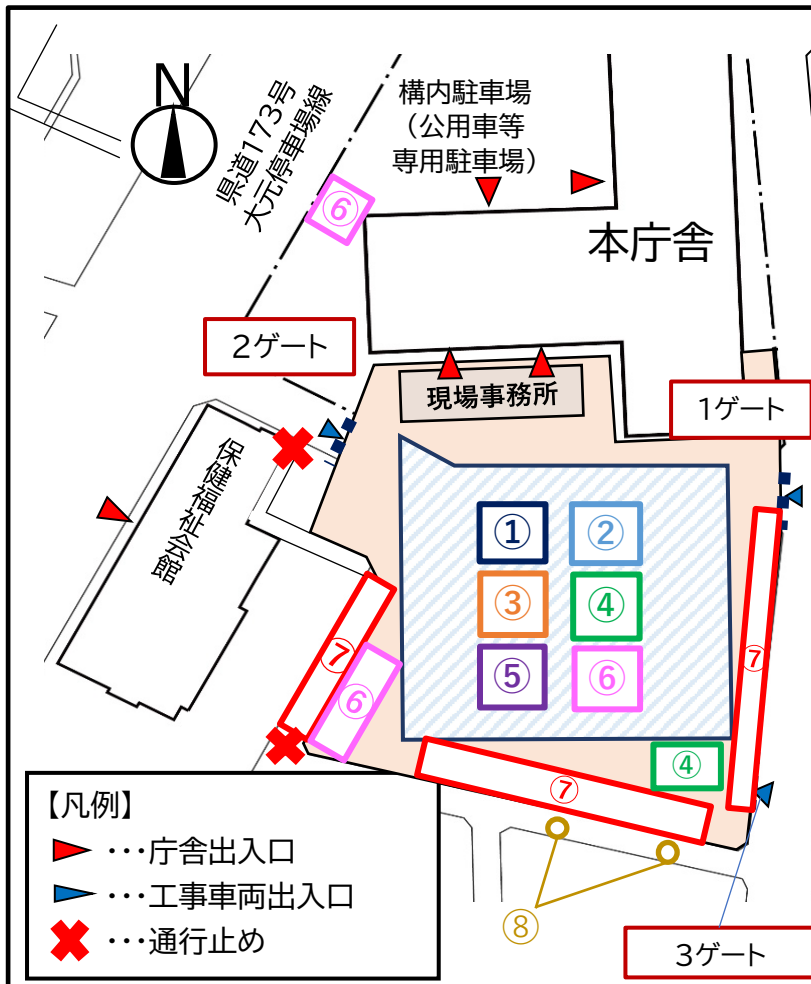 N
県道173号
大元停車場線
構内駐車場
（公用車等
専用駐車場）
⑥
本庁舎
2ゲート
現場事務所
1ゲート
保健福祉会館
①
②
③
④
⑤
⑥
⑦
⑥
⑦
④
⑦
⑧
3ゲート
【凡例】
…庁舎出入口
…工事車両出入口
…通行止め